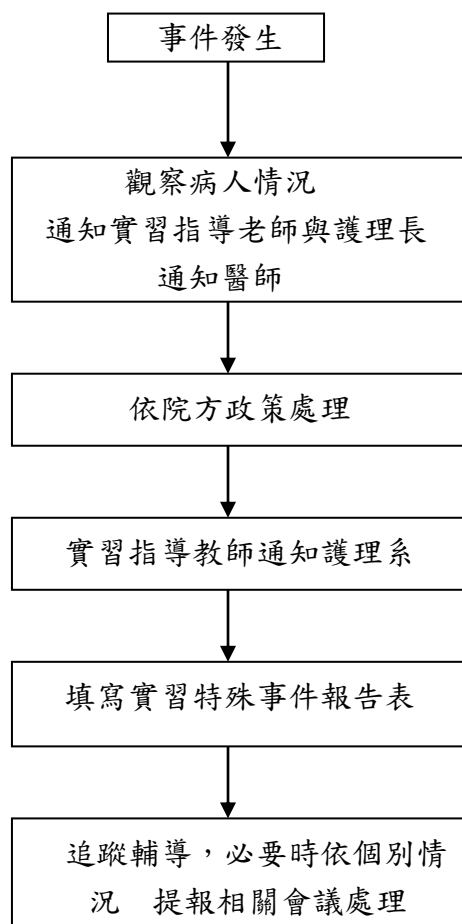 事件發生
觀察病人情況
通知實習指導老師與護理長
通知醫師
依院方政策處理
實習指導教師通知護理系
填寫實習特殊事件報告表
追蹤輔導，必要時依個別情
況　提報相關會議處理